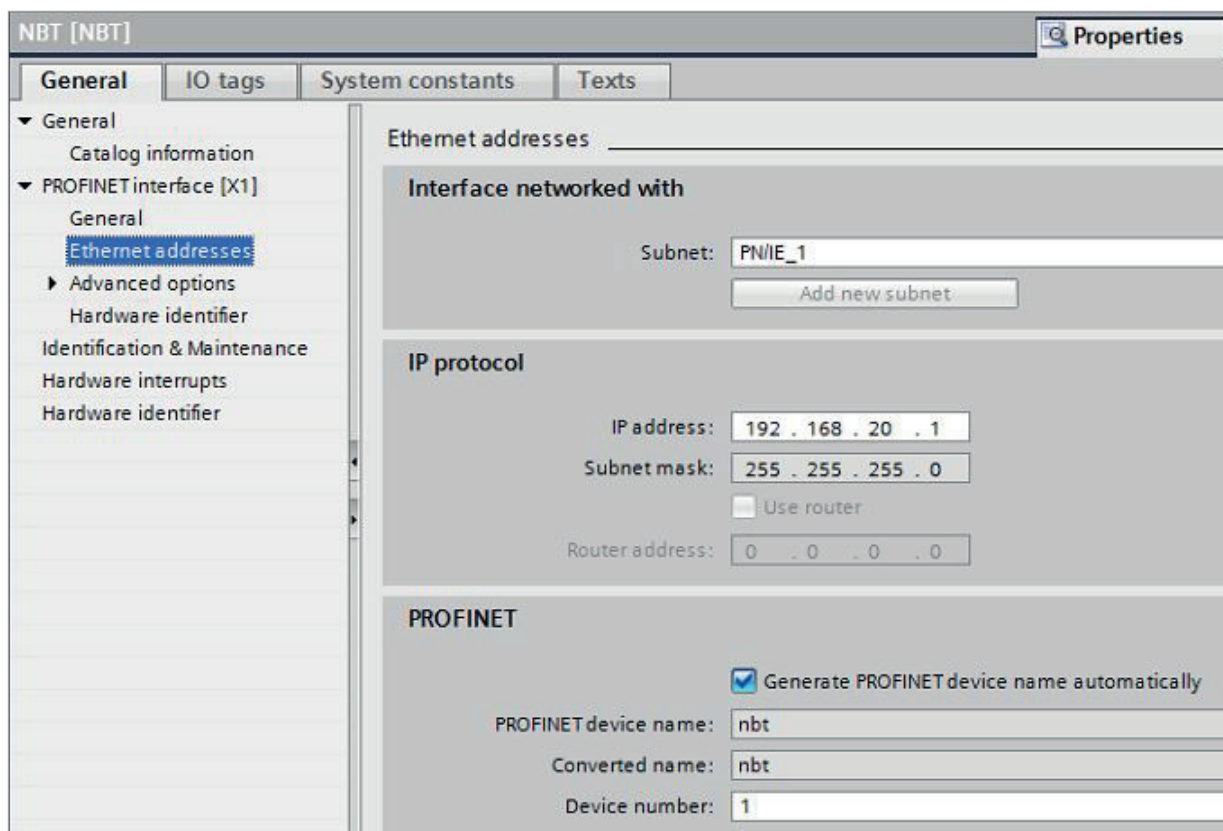 NBT [NBT]
Properties
General
IO tags
System constants
Texts
General
Catalog information
PROFINET interface [X1]
General
Ethernet addresses
Advanced options
Hardware identifier
Identification & Maintenance
Hardware interrupts
Hardware identifier
Ethernet addresses
Interface networked with
Subnet: PN/IE_1
Add new subnet
IP protocol
IP address: 192 . 168 . 20 . 1
Subnet mask: 255 . 255 . 255 . 0
Use router
Router address: 0 . 0 . 0 . 0
PROFINET
Generate PROFINET device name automatically
PROFINET device name: nbt
Converted name: nbt
Device number: 1